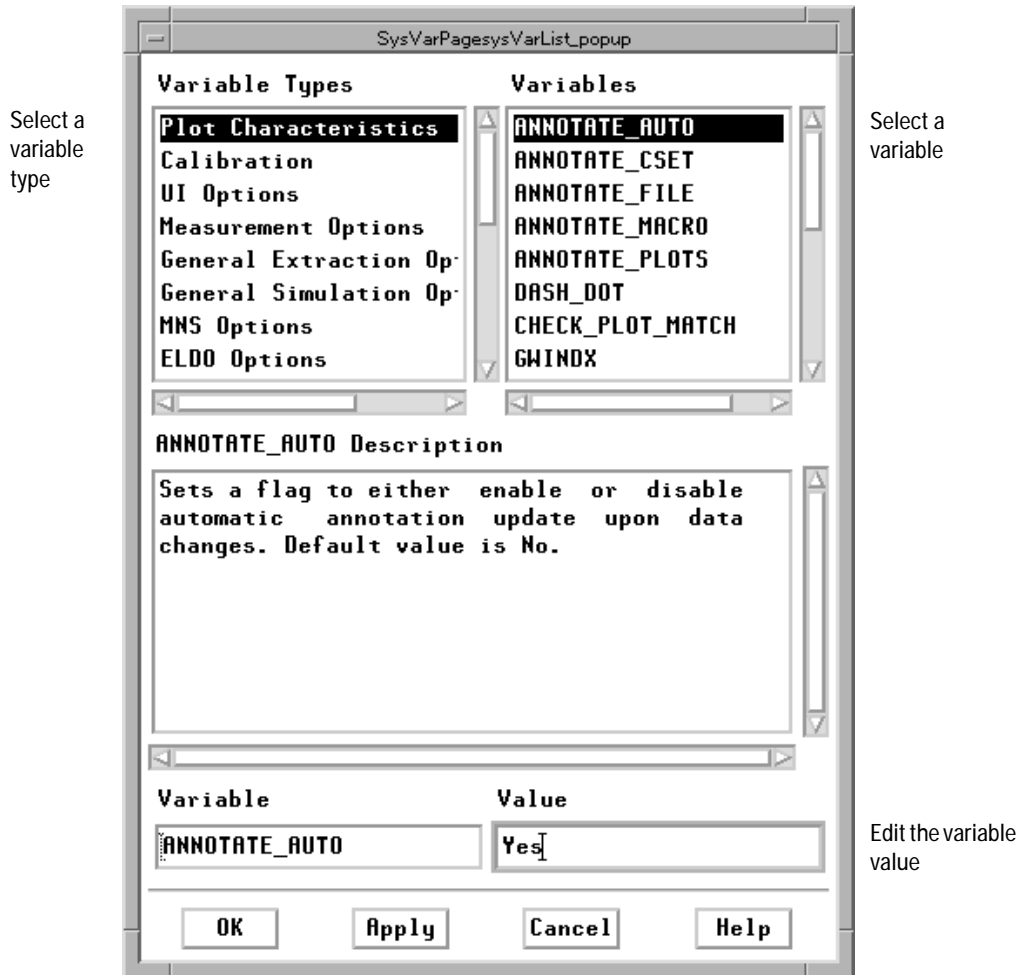 SysVarPagesysVarList_popup
Variable Types
Variables
Select a
variable
type
Plot Characteristics
Calibration
UI Options
Measurement Options
General Extraction Op
General Simulation Op
MNS Options
ELDO Options
ANNOTATE_AUTO
ANNOTATE_CSET
ANNOTATE_FILE
ANNOTATE_MACRO
ANNOTATE_PLOTS
DASH_DOT
CHECK_PLOT_MATCH
GWINDX
Select a
variable
ANNOTATE_AUTO Description
Sets a flag to either enable or disable
automatic annotation update upon data
changes. Default value is No.
Variable
Value
ANNOTATE_AUTO
Yes
Edit the variable
value
OK
Apply
Cancel
Help